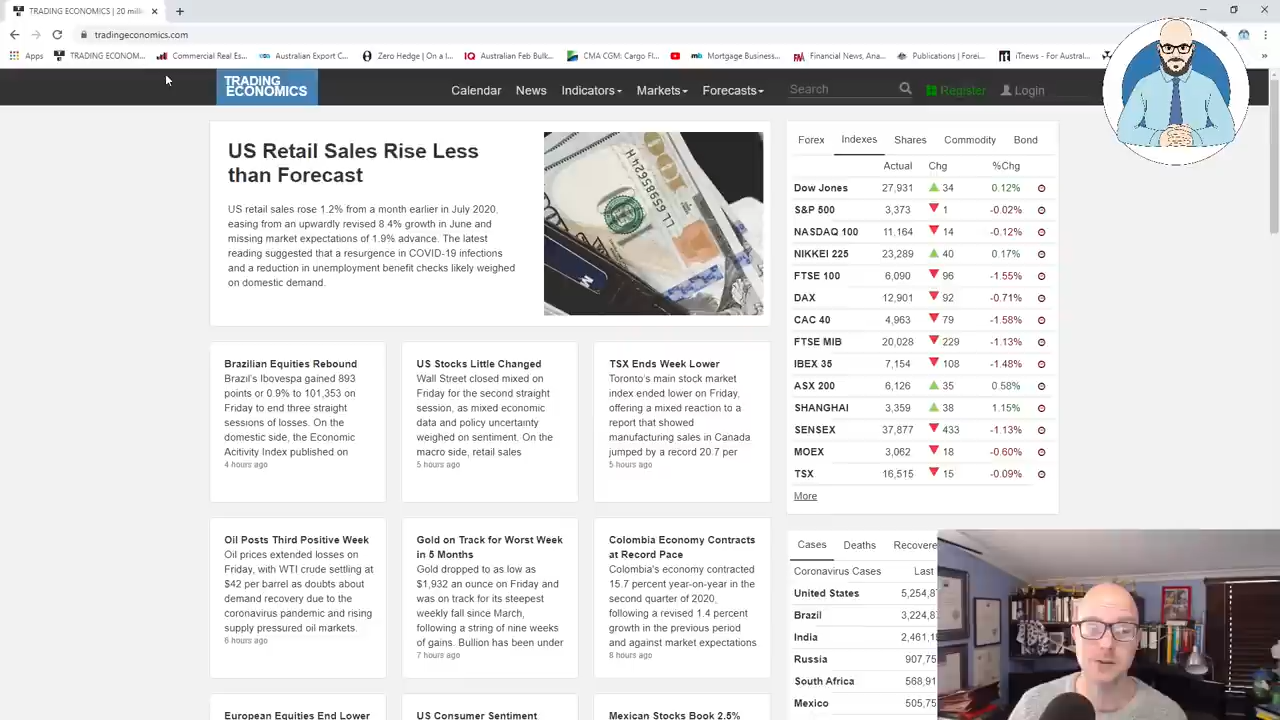 TRADING ECONOMICS | 20 mill
tradingeconomics.com
Apps
TRADING ECONOM...
Commercial Real Es...
Australian Export C...
Zero Hedge | On a l...
Australian Feb Bulk...
CMA CGM: Cargo Fl...
Mortgage Business...
Financial News, Ana...
Publications | Forei...
iTnews - For Austral...
TRADING
ECONOMICS
Calendar News Indicators Markets Forecasts
Search
Register
Login
US Retail Sales Rise Less
than Forecast
US retail sales rose 1.2% from a month earlier in July 2020,
easing from an upwardly revised 8.4% growth in June and
missing market expectations of 1.9% advance. The latest
reading suggested that a resurgence in COVID-19 infections
and a reduction in unemployment benefit checks likely weighed
on domestic demand.
Brazilian Equities Rebound
Brazil's Ibovespa gained 893
points or 0.9% to 101,353 on
Friday to end three straight
sessions of losses. On the
domestic side, the Economic
Acitivity Index published on
4 hours ago
US Stocks Little Changed
Wall Street closed mixed on
Friday for the second straight
session, as mixed economic
data and policy uncertainty
weighed on sentiment. On the
macro side, retail sales
5 hours ago
TSX Ends Week Lower
Toronto's main stock market
index ended lower on Friday,
offering a mixed reaction to a
report that showed
manufacturing sales in Canada
jumped by a record 20.7 per
5 hours ago
Oil Posts Third Positive Week
Oil prices extended losses on
Friday, with WTI crude settling at
$42 per barrel as doubts about
demand recovery due to the
coronavirus pandemic and rising
supply pressured oil markets.
6 hours ago
Gold on Track for Worst Week
in 5 Months
Gold dropped to as low as
$1,932 an ounce on Friday and
was on track for its steepest
weekly fall since March,
following a string of nine weeks
of gains. Bullion has been under
7 hours ago
Colombia Economy Contracts
at Record Pace
Colombia's economy contracted
15.7 percent year-on-year in the
second quarter of 2020,
following a revised 1.4 percent
growth in the previous period
and against market expectations
8 hours ago
European Equities End Lower
US Consumer Sentiment
Mexican Stocks Book 2.5%
Forex Indexes Shares Commodity Bond
Actual Chg %Chg
Dow Jones 27,931 34 0.12%
S&P 500 3,373 1 -0.02%
NASDAQ 100 11,164 14 -0.12%
NIKKEI 225 23,289 40 0.17%
FTSE 100 6,090 96 -1.55%
DAX 12,901 92 -0.71%
CAC 40 4,963 79 -1.58%
FTSE MIB 20,028 229 -1.13%
IBEX 35 7,154 108 -1.48%
ASX 200 6,126 35 0.58%
SHANGHAI 3,359 38 1.15%
SENSEX 37,877 433 -1.13%
MOEX 3,062 18 -0.60%
TSX 16,515 15 -0.09%
More
Cases Deaths Recovere
Coronavirus Cases Last
United States 5,254,8
Brazil 3,224,8
India 2,461,1
Russia 907,75
South Africa 568,91
Mexico 505,75